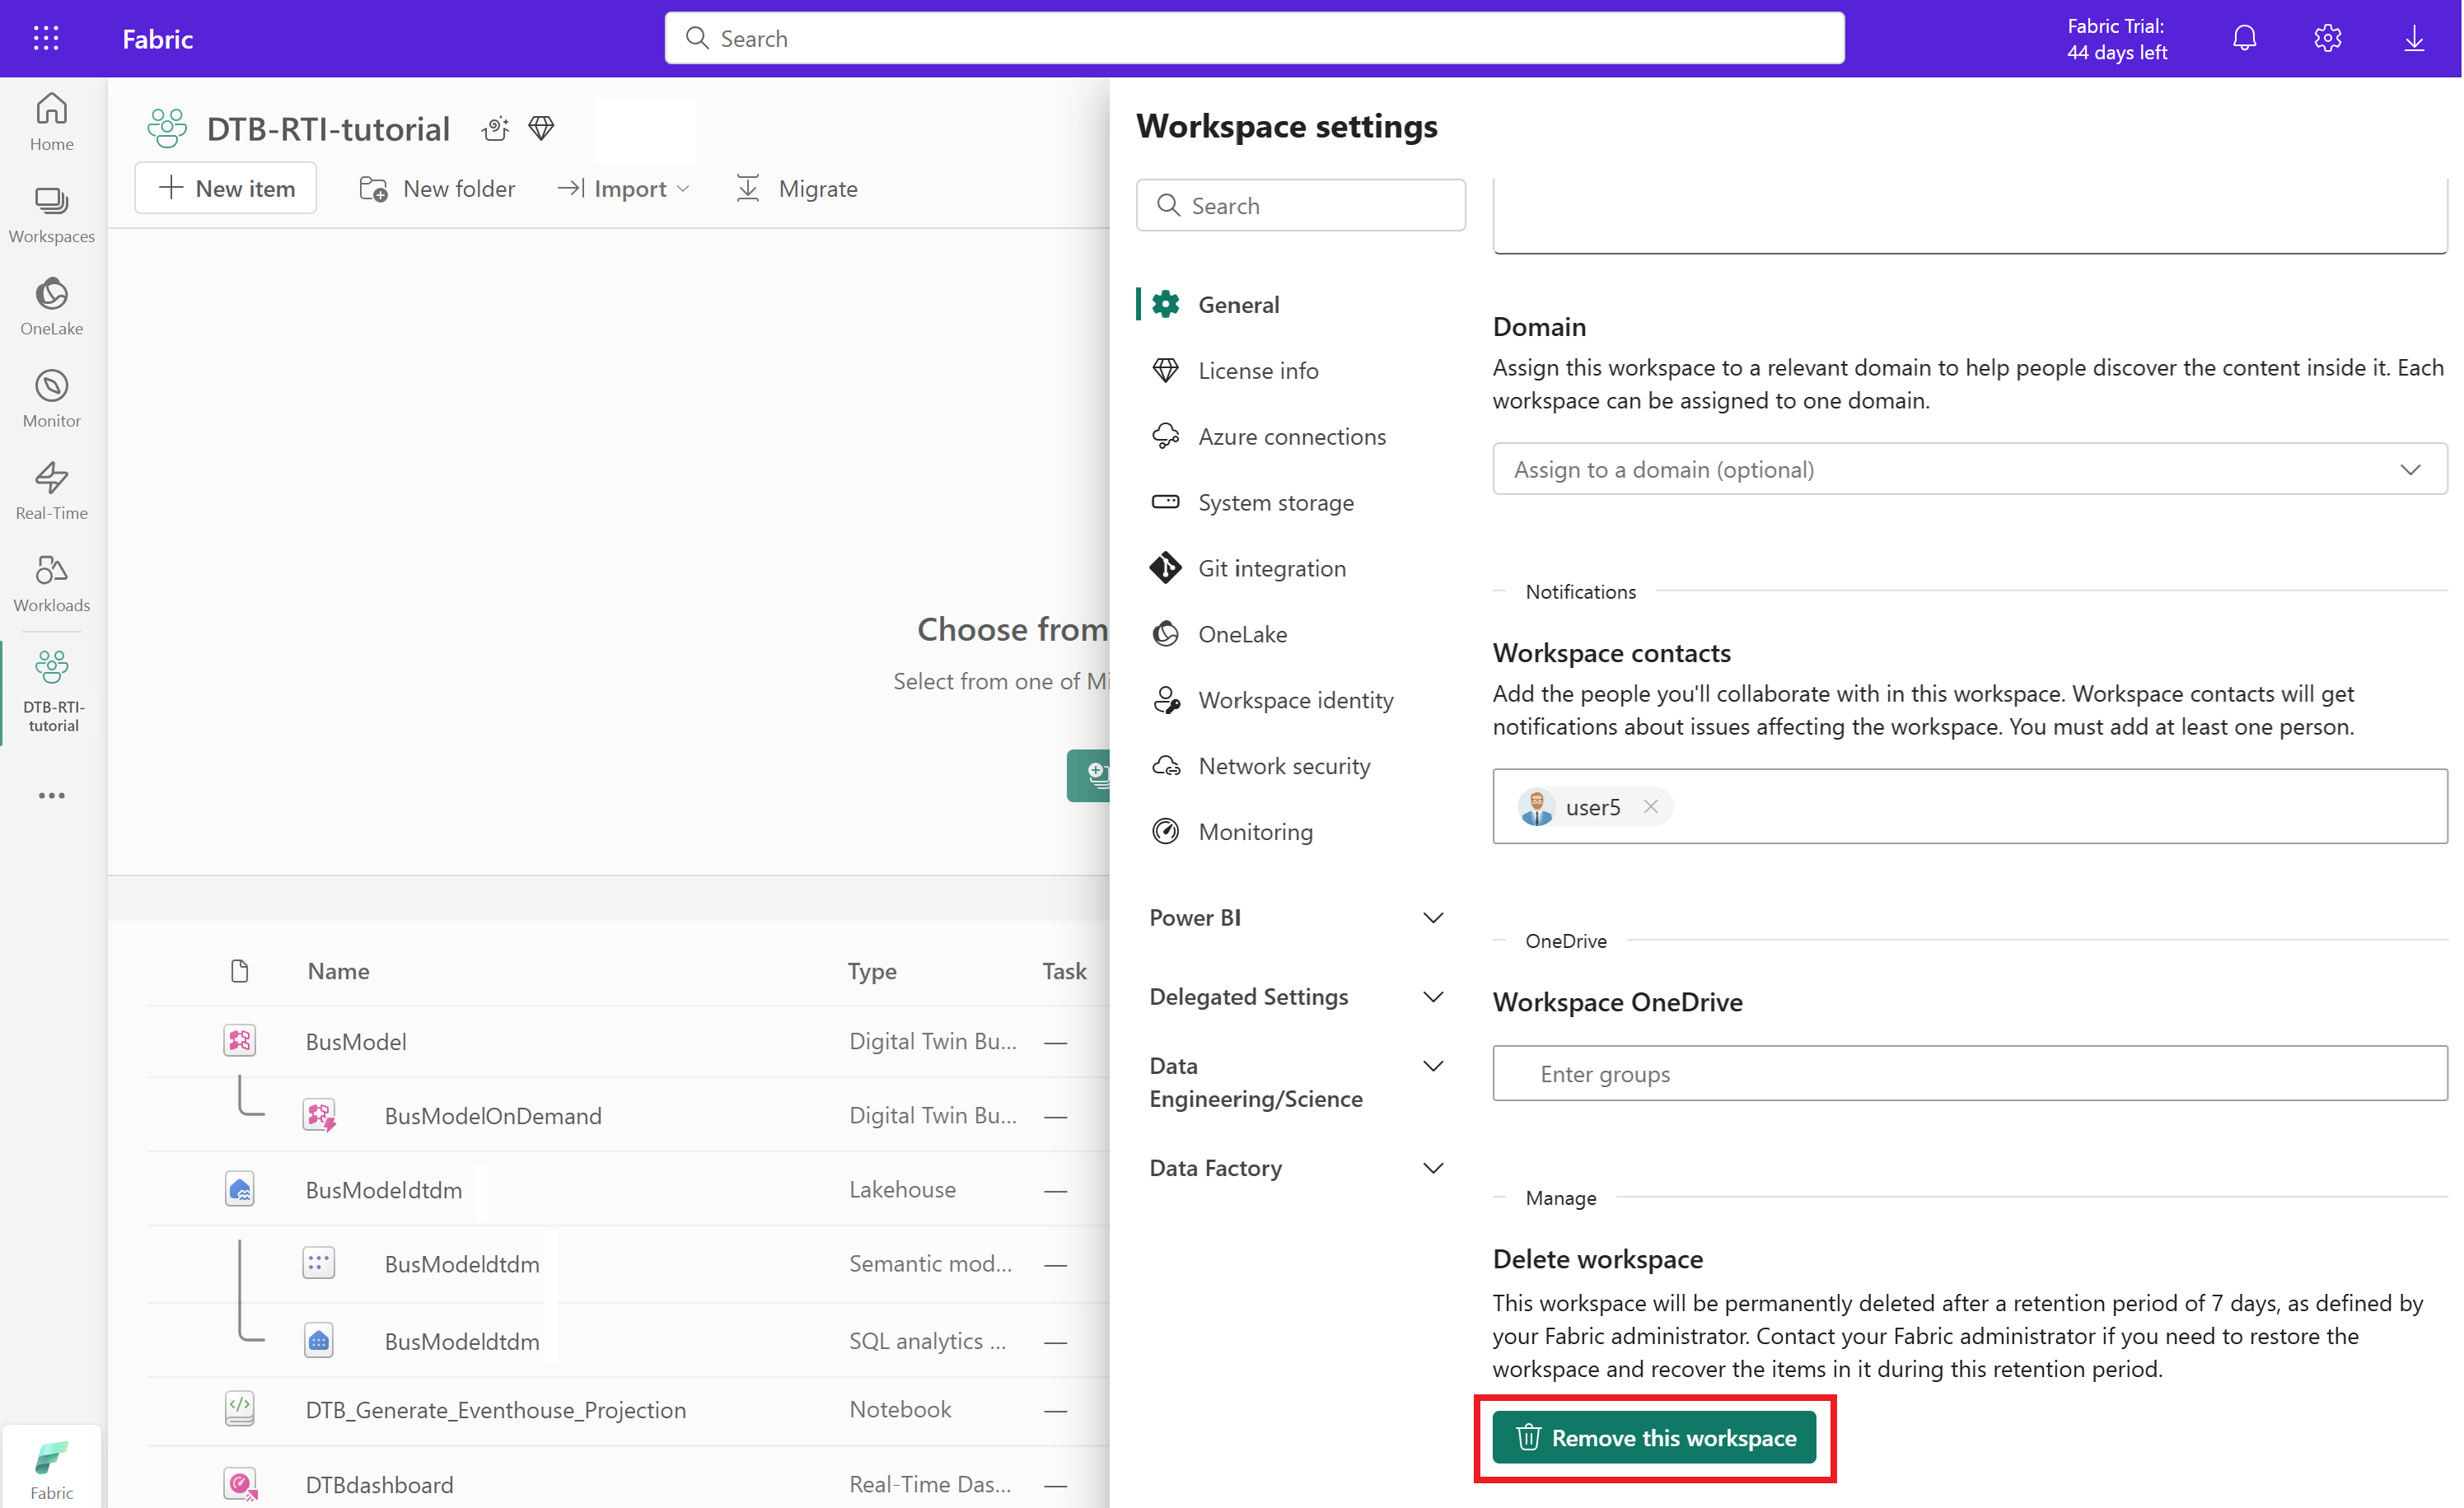 Fabric
Search
Fabric Trial:
44 days left
Home
Workspaces
OneLake
Monitor
Real-Time
Workloads
DTB-RTI-
tutorial
Fabric
DTB-RTI-tutorial
New item
New folder
Import
Migrate
Choose from
Select from one of Mi
Name
Type
Task
BusModel
Digital Twin Bu...
—
BusModelOnDemand
Digital Twin Bu...
—
BusModeldtdm
Lakehouse
—
BusModeldtdm
Semantic mod...
—
BusModeldtdm
SQL analytics ...
—
DTB_Generate_Eventhouse_Projection
Notebook
—
DTBdashboard
Real-Time Das...
—
Workspace settings
Search
General
License info
Azure connections
System storage
Git integration
OneLake
Workspace identity
Network security
Monitoring
Power BI
Delegated Settings
Data
Engineering/Science
Data Factory
Domain
Assign this workspace to a relevant domain to help people discover the content inside it. Each
workspace can be assigned to one domain.
Assign to a domain (optional)
Notifications
Workspace contacts
Add the people you'll collaborate with in this workspace. Workspace contacts will get
notifications about issues affecting the workspace. You must add at least one person.
user5
OneDrive
Workspace OneDrive
Enter groups
Manage
Delete workspace
This workspace will be permanently deleted after a retention period of 7 days, as defined by
your Fabric administrator. Contact your Fabric administrator if you need to restore the
workspace and recover the items in it during this retention period.
Remove this workspace